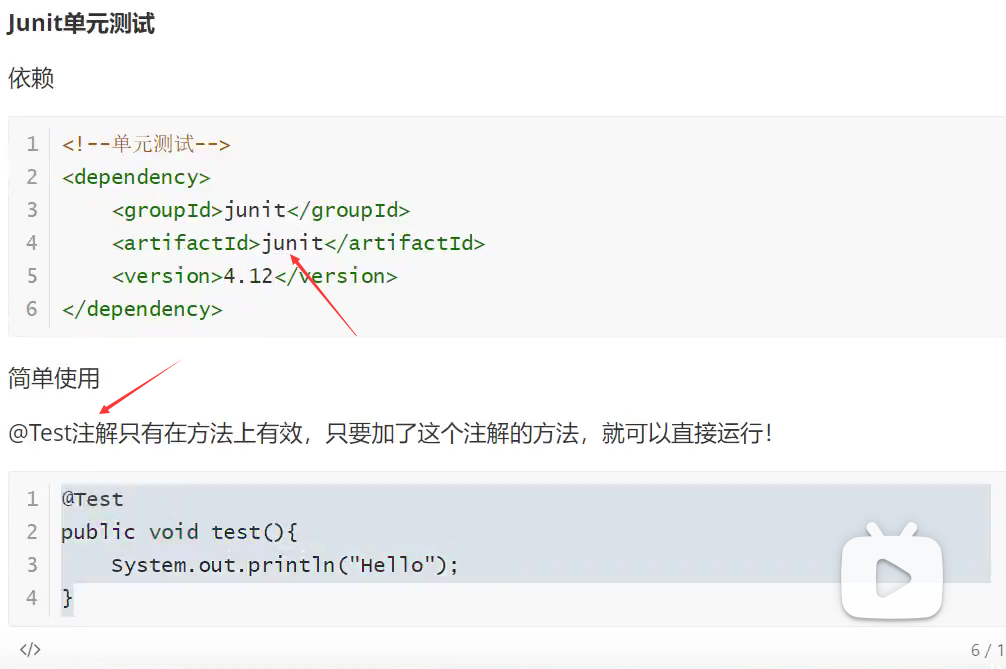 Junit单元测试
依赖
1 <!--单元测试-->
2 <dependency>
3     <groupId>junit</groupId>
4     <artifactId>junit</artifactId>
5     <version>4.12</version>
6 </dependency>
简单使用
@Test注解只有在方法上有效，只要加了这个注解的方法，就可以直接运行！
1 @Test
2 public void test(){
3     System.out.println("Hello");
4 }
</> 6 / 1